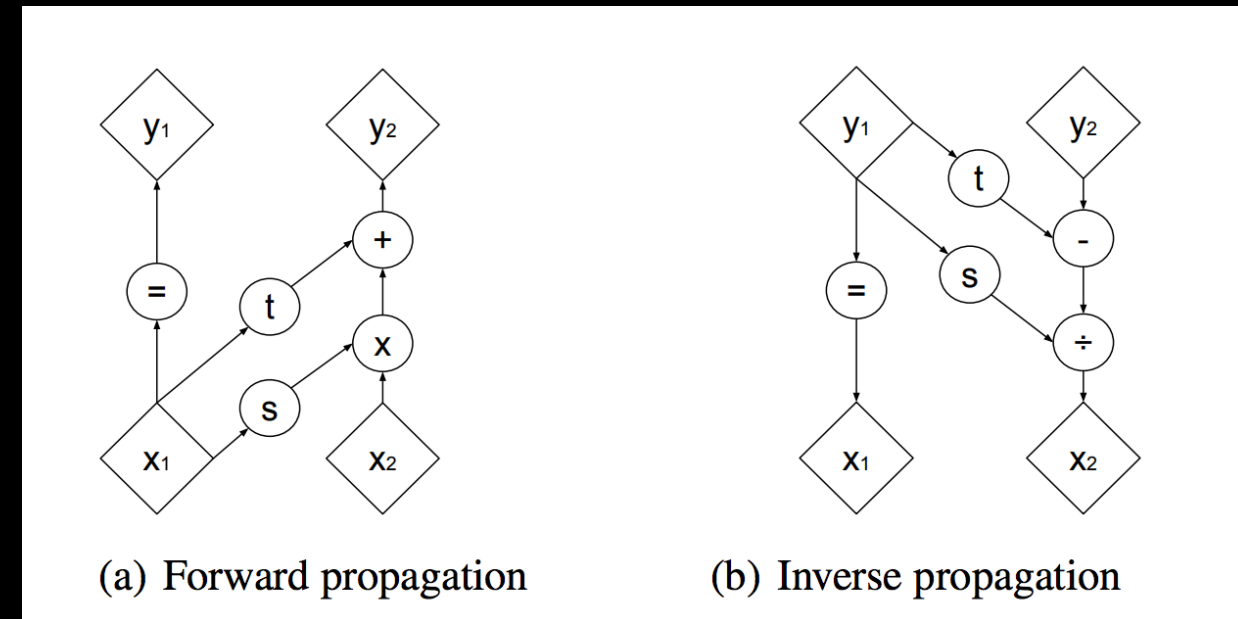 y1 y2 y1 y2
t
+ -
= t = s
x ÷
s
x1 x2 x1 x2
(a) Forward propagation (b) Inverse propagation